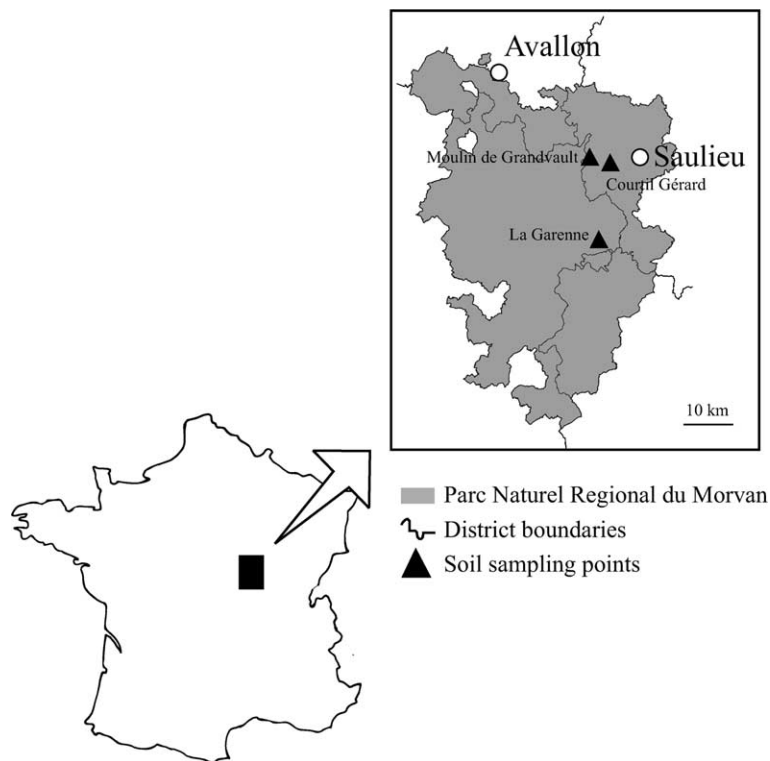 Avallon
Moulin de Grandvault
Saulieu
Courtil Gérard
La Garenne
10 km
Parc Naturel Regional du Morvan
District boundaries
Soil sampling points